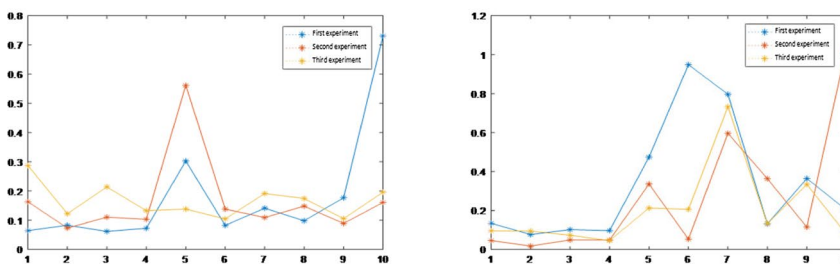 0.8
0.7
0.6
0.5
0.4
0.3
0.2
0.1
0
1 2 3 4 5 6 7 8 9 10
First experiment
Second experiment
Third experiment
1.2
1
0.8
0.6
0.4
0.2
0
1 2 3 4 5 6 7 8 9
First experiment
Second experiment
Third experiment